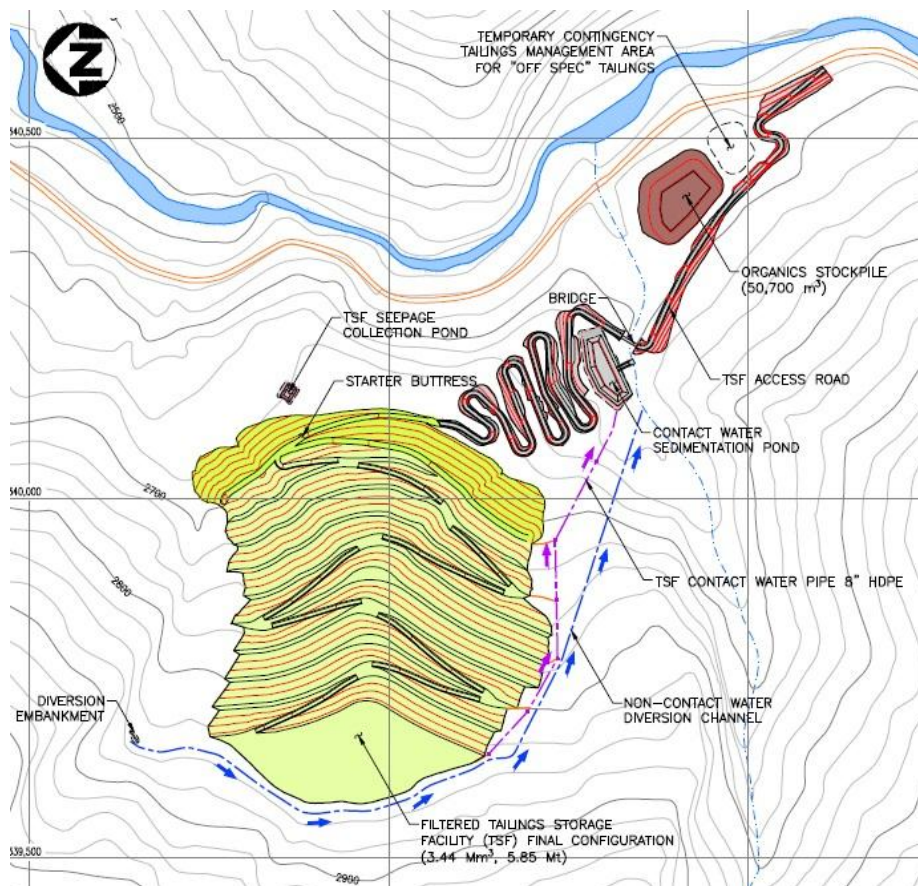 N
TEMPORARY CONTINGENCY
TAILINGS MANAGEMENT AREA
FOR "OFF SPEC" TAILINGS
2500
840,500
ORGANICS STOCKPILE
(50,700 m³)
BRIDGE
TSF SEEPAGE
COLLECTION POND
STARTER BUTTRESS
TSF ACCESS ROAD
CONTACT WATER
SEDIMENTATION POND
2700
840,000
TSF CONTACT WATER PIPE 8" HDPE
2800
DIVERSION
EMBANKMENT
NON-CONTACT WATER
DIVERSION CHANNEL
FILTERED TAILINGS STORAGE
FACILITY (TSF) FINAL CONFIGURATION
(3.44 Mm³, 5.85 Mt)
839,500
2900